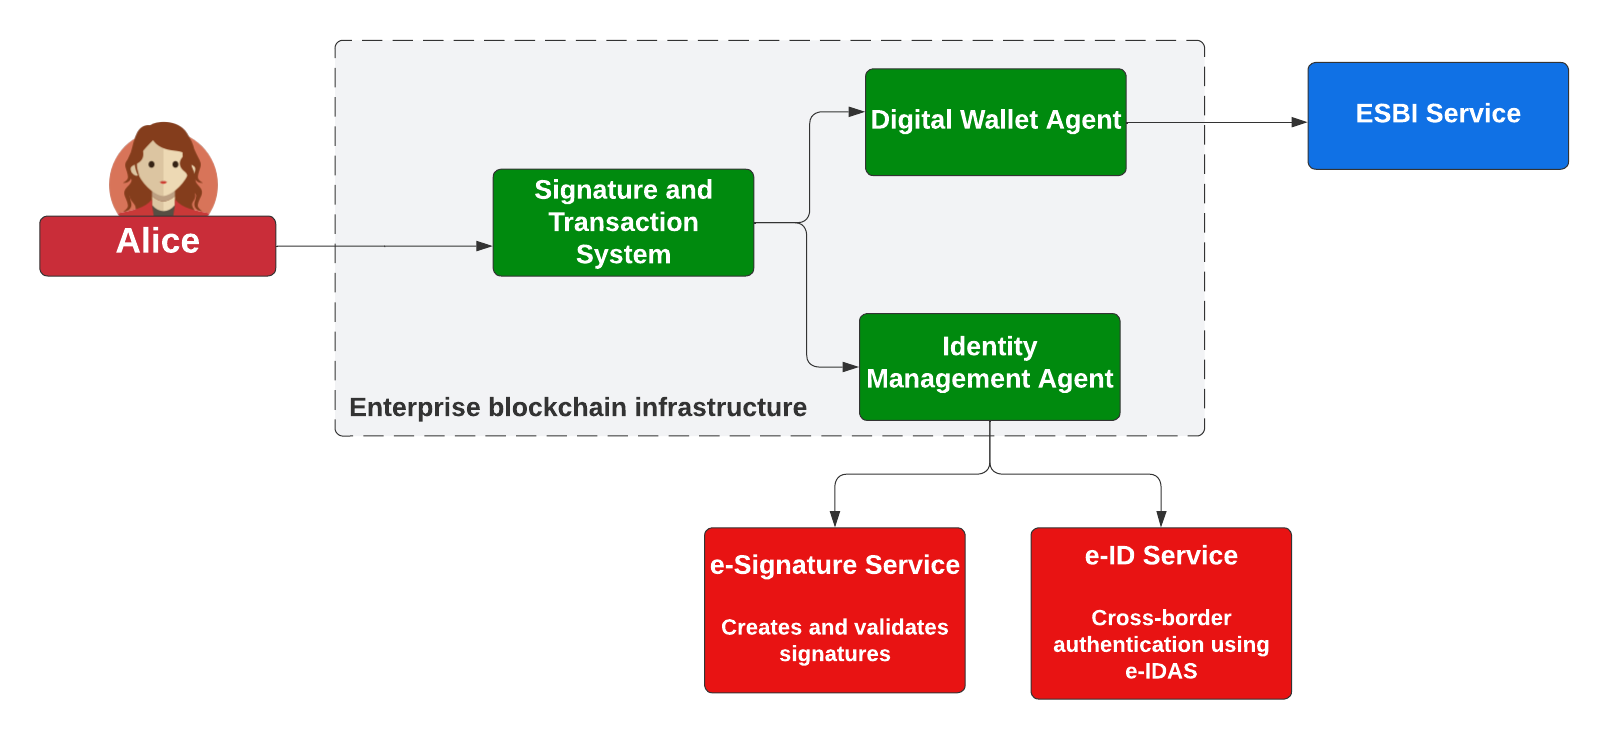 Alice
Signature and
Transaction
System
Digital Wallet Agent
ESBI Service
Identity
Management Agent
Enterprise blockchain infrastructure
e-Signature Service
Creates and validates
signatures
e-ID Service
Cross-border
authentication using
e-IDAS